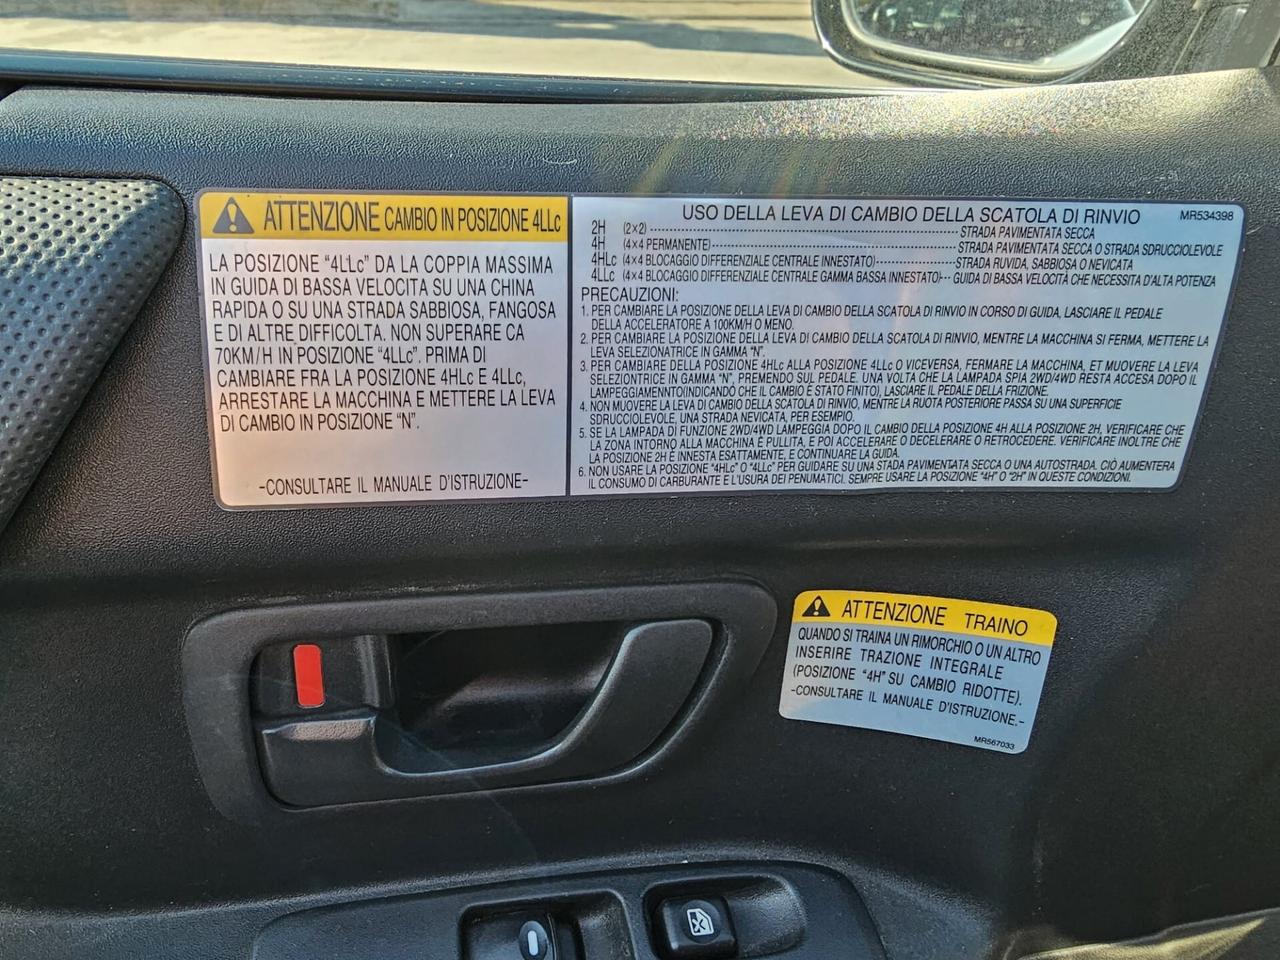 ATTENZIONE CAMBIO IN POSIZIONE 4LLc
LA POSIZIONE "4LLc" DA LA COPPIA MASSIMA
IN GUIDA DI BASSA VELOCITA SU UNA CHINA
RAPIDA O SU UNA STRADA SABBIOSA, FANGOSA
E DI ALTRE DIFFICOLTA. NON SUPERARE CA
70KM/H IN POSIZIONE "4LLc". PRIMA DI
CAMBIARE FRA LA POSIZIONE 4HLc E 4LLc,
ARRESTARE LA MACCHINA E METTERE LA LEVA
DI CAMBIO IN POSIZIONE "N".
-CONSULTARE IL MANUALE D'ISTRUZIONE-
USO DELLA LEVA DI CAMBIO DELLA SCATOLA DI RINVIO MR534398
2H (2×2) STRADA PAVIMENTATA SECCA
4H (4×4 PERMANENTE) STRADA PAVIMENTATA SECCA O STRADA SDRUCCIOLEVOLE
4HLc (4×4 BLOCAGGIO DIFFERENZIALE CENTRALE INNESTATO) STRADA RUVIDA, SABBIOSA O NEVICATA
4LLc (4×4 BLOCAGGIO DIFFERENZIALE CENTRALE GAMMA BASSA INNESTATO) GUIDA DI BASSA VELOCITÀ CHE NECESSITA D'ALTA POTENZA
PRECAUZIONI:
1. PER CAMBIARE LA POSIZIONE DELLA LEVA DI CAMBIO DELLA SCATOLA DI RINVIO IN CORSO DI GUIDA, LASCIARE IL PEDALE
DELLA ACCELERATORE A 100KM/H O MENO.
2. PER CAMBIARE LA POSIZIONE DELLA LEVA DI CAMBIO DELLA SCATOLA DI RINVIO, MENTRE LA MACCHINA SI FERMA, METTERE LA
LEVA SELEZIONATRICE IN GAMMA "N".
3. PER CAMBIARE DELLA POSIZIONE 4HLc ALLA POSIZIONE 4LLc O VICEVERSA, FERMARE LA MACCHINA, ET MUOVERE LA LEVA
SELEZIONTRICE IN GAMMA "N", PREMENDO SUL PEDALE. UNA VOLTA CHE LA LAMPADA SPIA 2WD/4WD RESTA ACCESA DOPO IL
LAMPEGGIAMENNTO(INDICANDO CHE IL CAMBIO È STATO FINITO), LASCIARE IL PEDALE DELLA FRIZIONE.
4. NON MUOVERE LA LEVA DI CAMBIO DELLA SCATOLA DI RINVIO, MENTRE LA RUOTA POSTERIORE PASSA SU UNA SUPERFICIE
SDRUCCIOLEVOLE, UNA STRADA NEVICATA, PER ESEMPIO.
5. SE LA LAMPADA DI FUNZIONE 2WD/4WD LAMPEGGIA DOPO IL CAMBIO DELLA POSIZIONE 4H ALLA POSIZIONE 2H, VERIFICARE CHE
LA ZONA INTORNO ALLA MACCHINA È PULLITA, E POI ACCELERARE O DECELERARE O RETROCEDERE. VERIFICARE INOLTRE CHE
LA POSIZIONE 2H E INNESTA ESATTAMENTE, E CONTINUARE LA GUIDA.
6. NON USARE LA POSIZIONE "4HLc" O "4LLc" PER GUIDARE SU UNA STADA PAVIMENTATA SECCA O UNA AUTOSTRADA. CIÒ AUMENTERA
IL CONSUMO DI CARBURANTE E L'USURA DEI PENUMATICI. SEMPRE USARE LA POSIZIONE "4H" O "2H" IN QUESTE CONDIZIONI.
ATTENZIONE TRAINO
QUANDO SI TRAINA UN RIMORCHIO O UN ALTRO
INSERIRE TRAZIONE INTEGRALE
(POSIZIONE "4H" SU CAMBIO RIDOTTE).
-CONSULTARE IL MANUALE D'ISTRUZIONE.-
MR567033